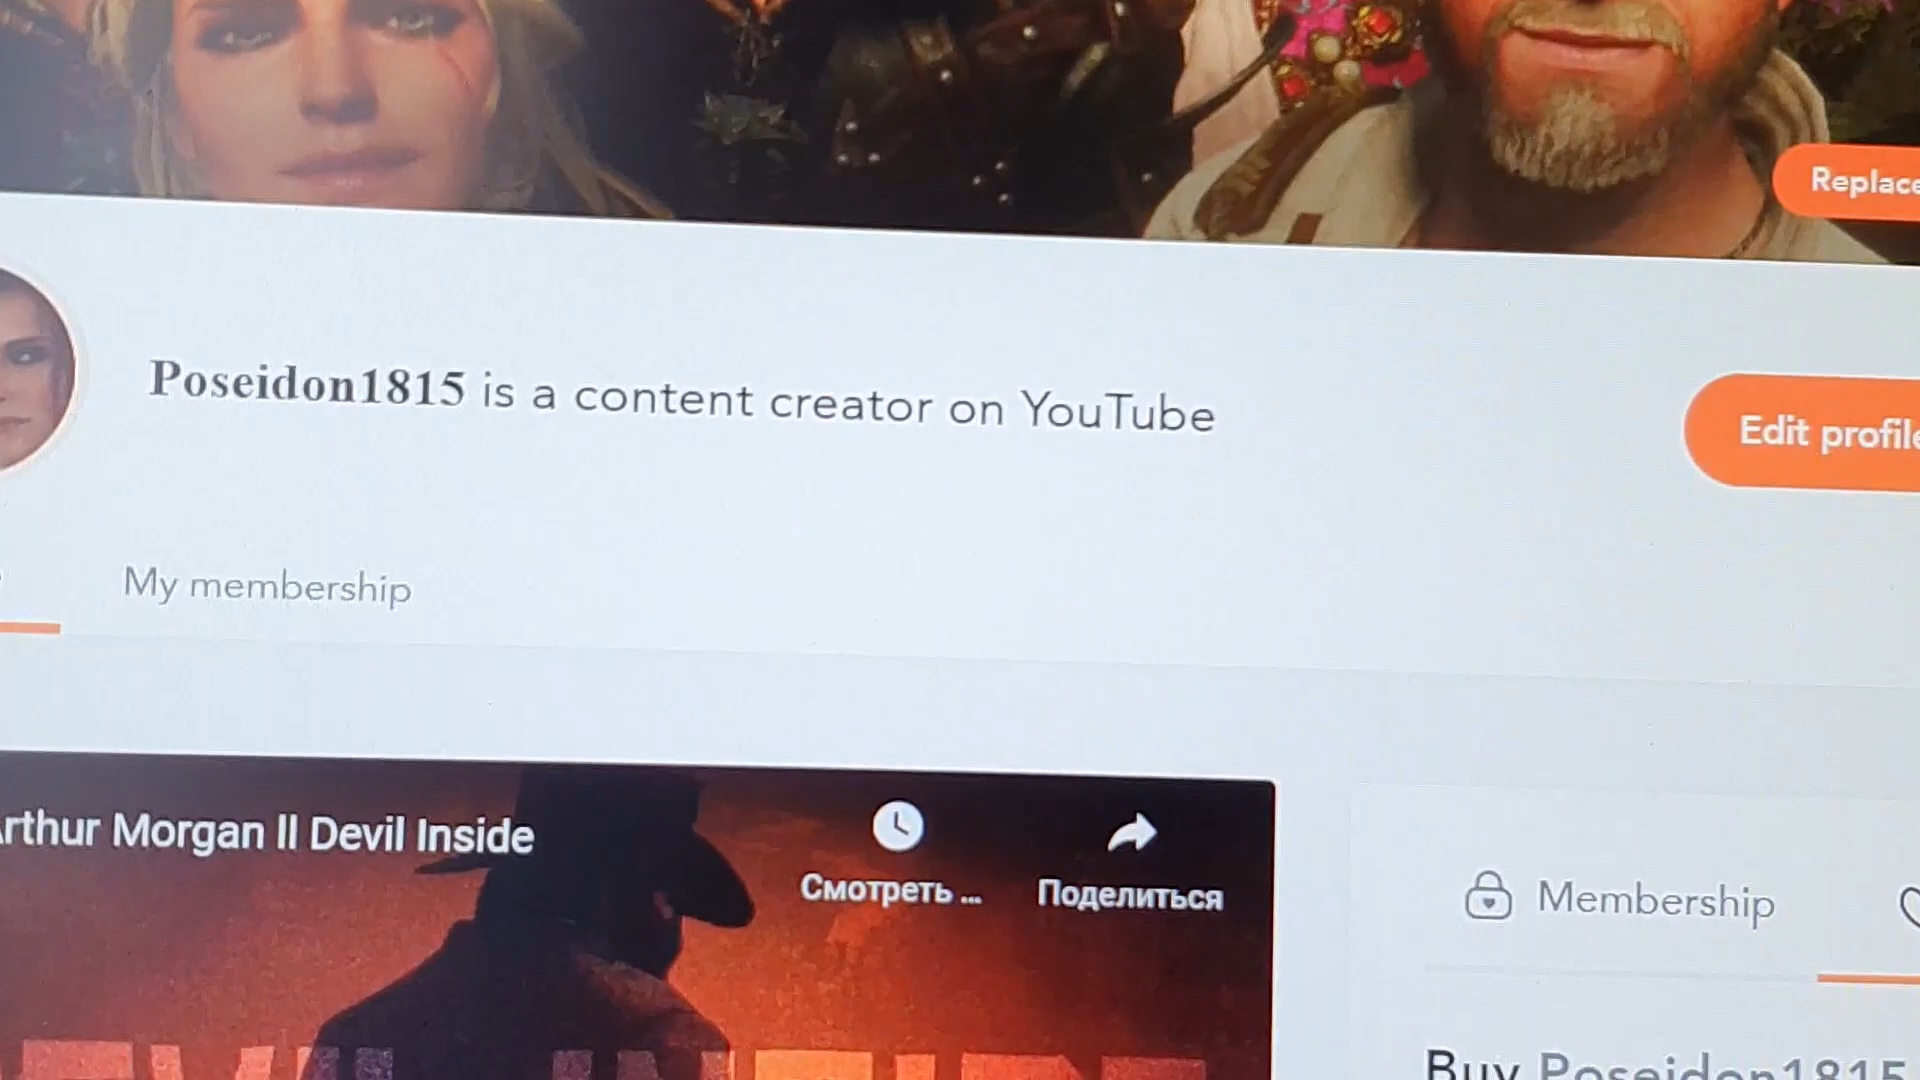 Replace
Poseidon1815 is a content creator on YouTube
Edit profile
My membership
Arthur Morgan II Devil Inside
Смотреть ...
Поделиться
Membership
Buy Poseidon1815